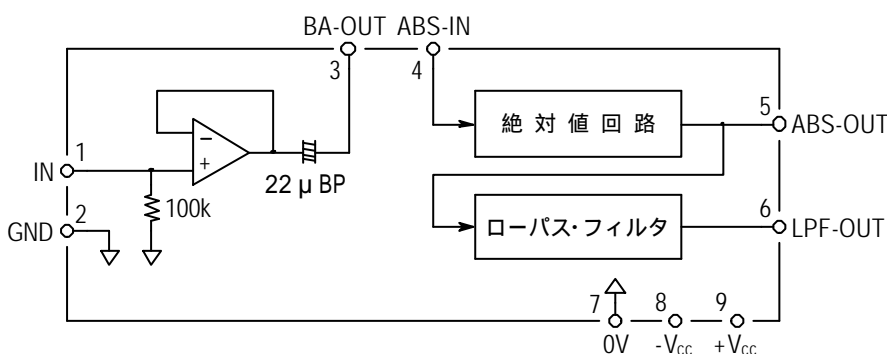 BA-OUT ABS-IN
3 4
絶対値回路
5 ABS-OUT
−
+
IN 1
22 μ BP
100k
GND 2
ローパス・フィルタ
6 LPF-OUT
7 8 9
0V -VCC +VCC